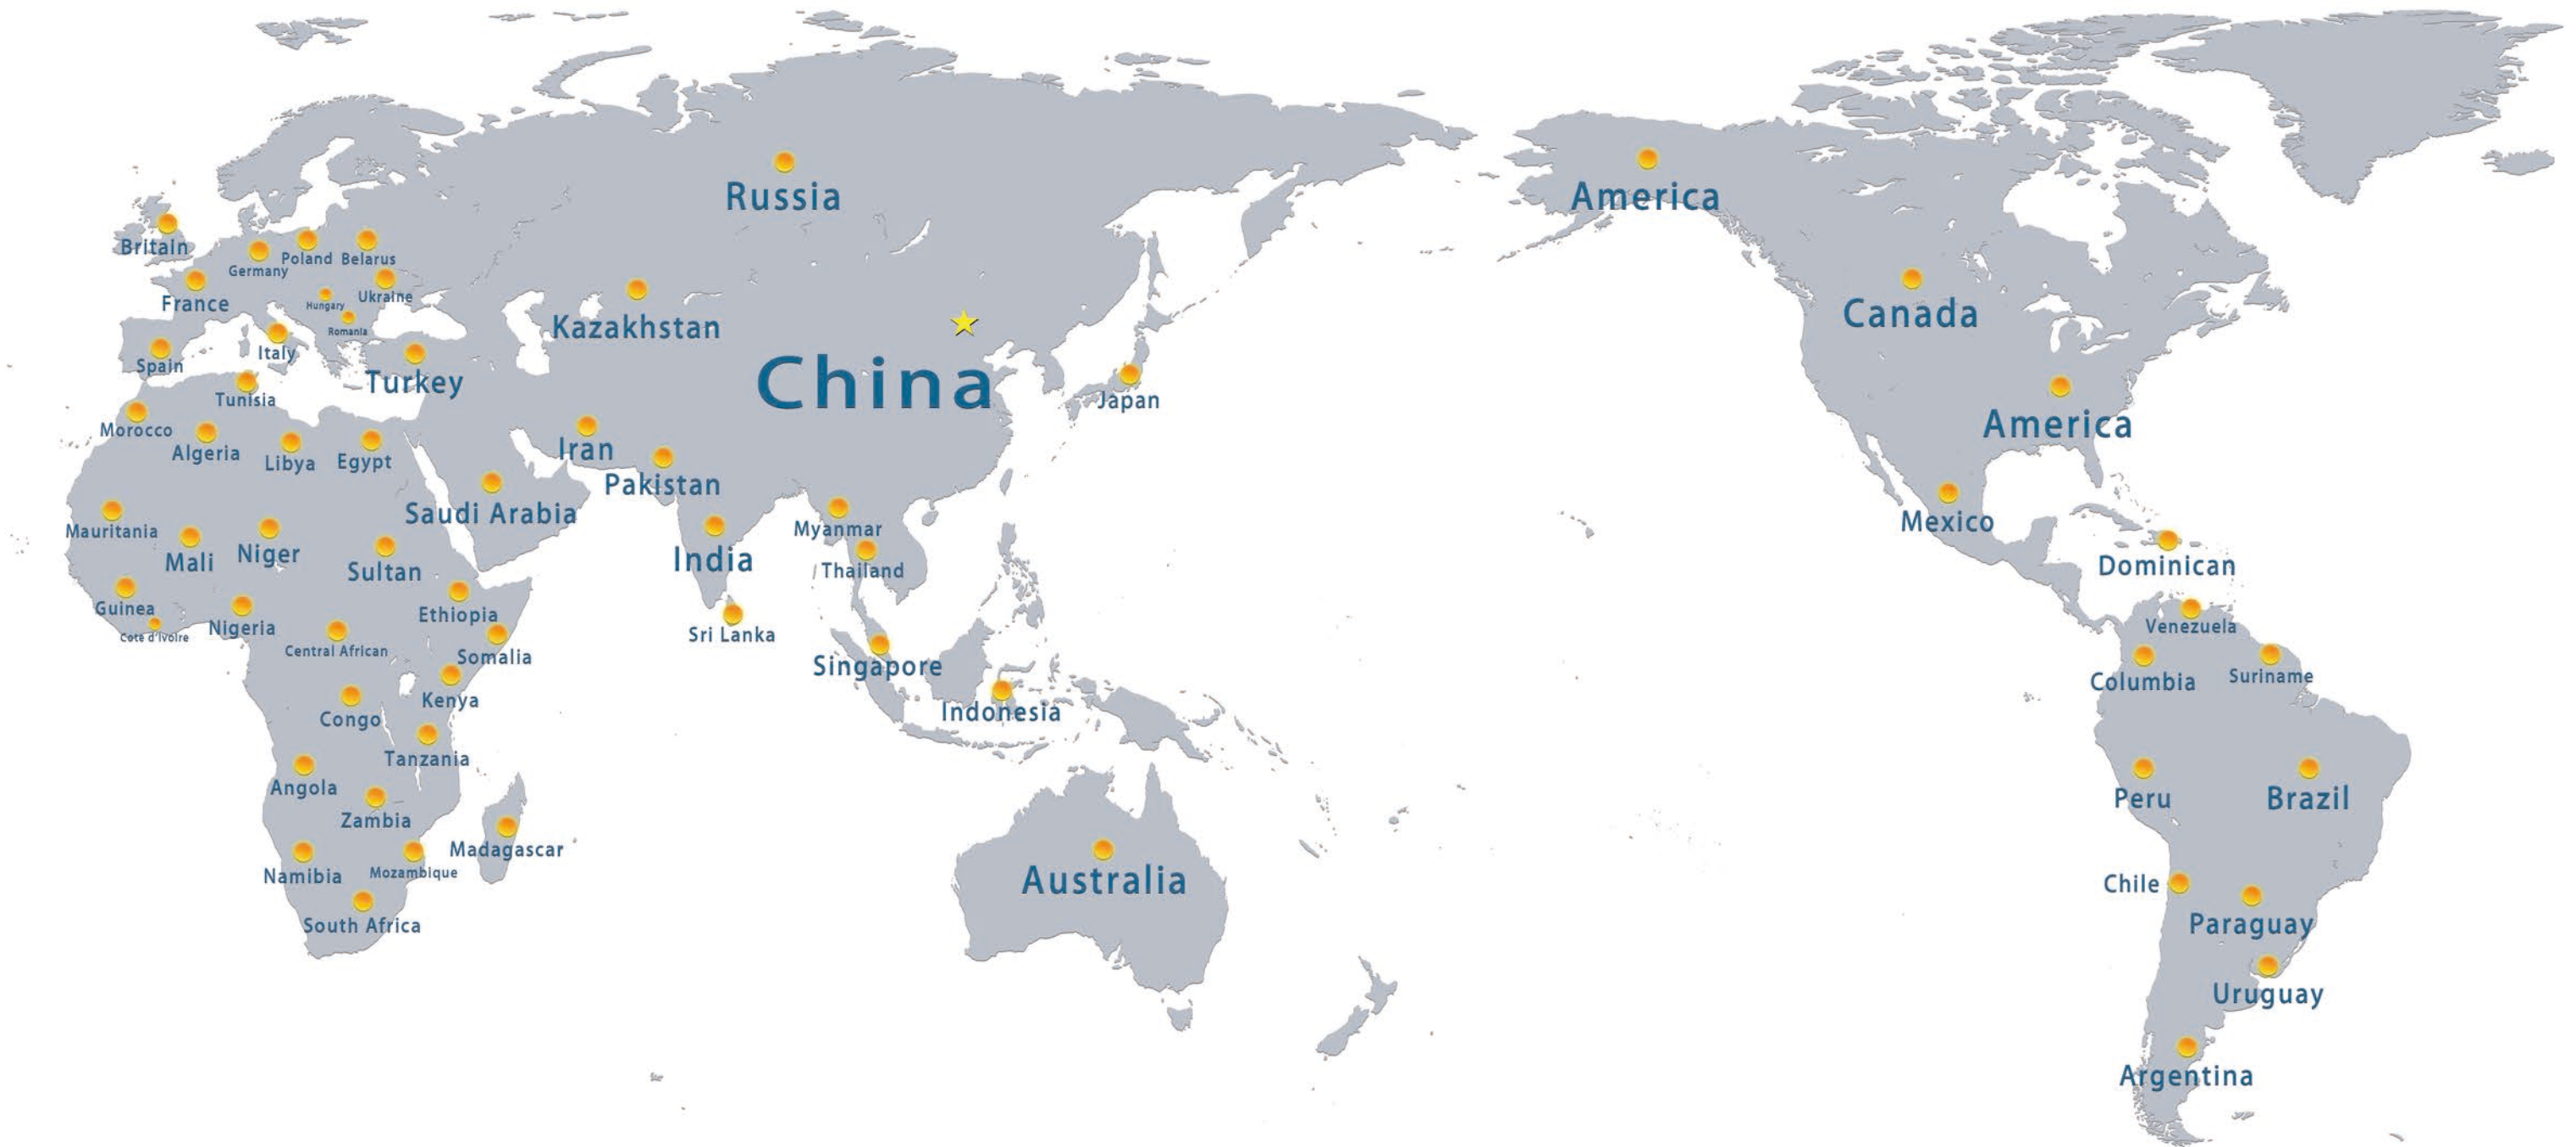 Russia
America
Britain
Germany
Poland
Belarus
France
Hungary
Ukraine
Romania
Kazakhstan
Canada
Spain
Italy
Turkey
China
Japan
Tunisia
America
Morocco
Algeria
Libya
Egypt
Iran
Pakistan
Saudi Arabia
Mexico
Mauritania
Mali
Niger
Sultan
India
Myanmar
Thailand
Dominican
Guinea
Cote d'Ivoire
Nigeria
Central African
Ethiopia
Somalia
Sri Lanka
Singapore
Venezuela
Columbia
Suriname
Kenya
Congo
Indonesia
Tanzania
Angola
Zambia
Peru
Brazil
Madagascar
Namibia
Mozambique
Australia
Chile
South Africa
Paraguay
Uruguay
Argentina